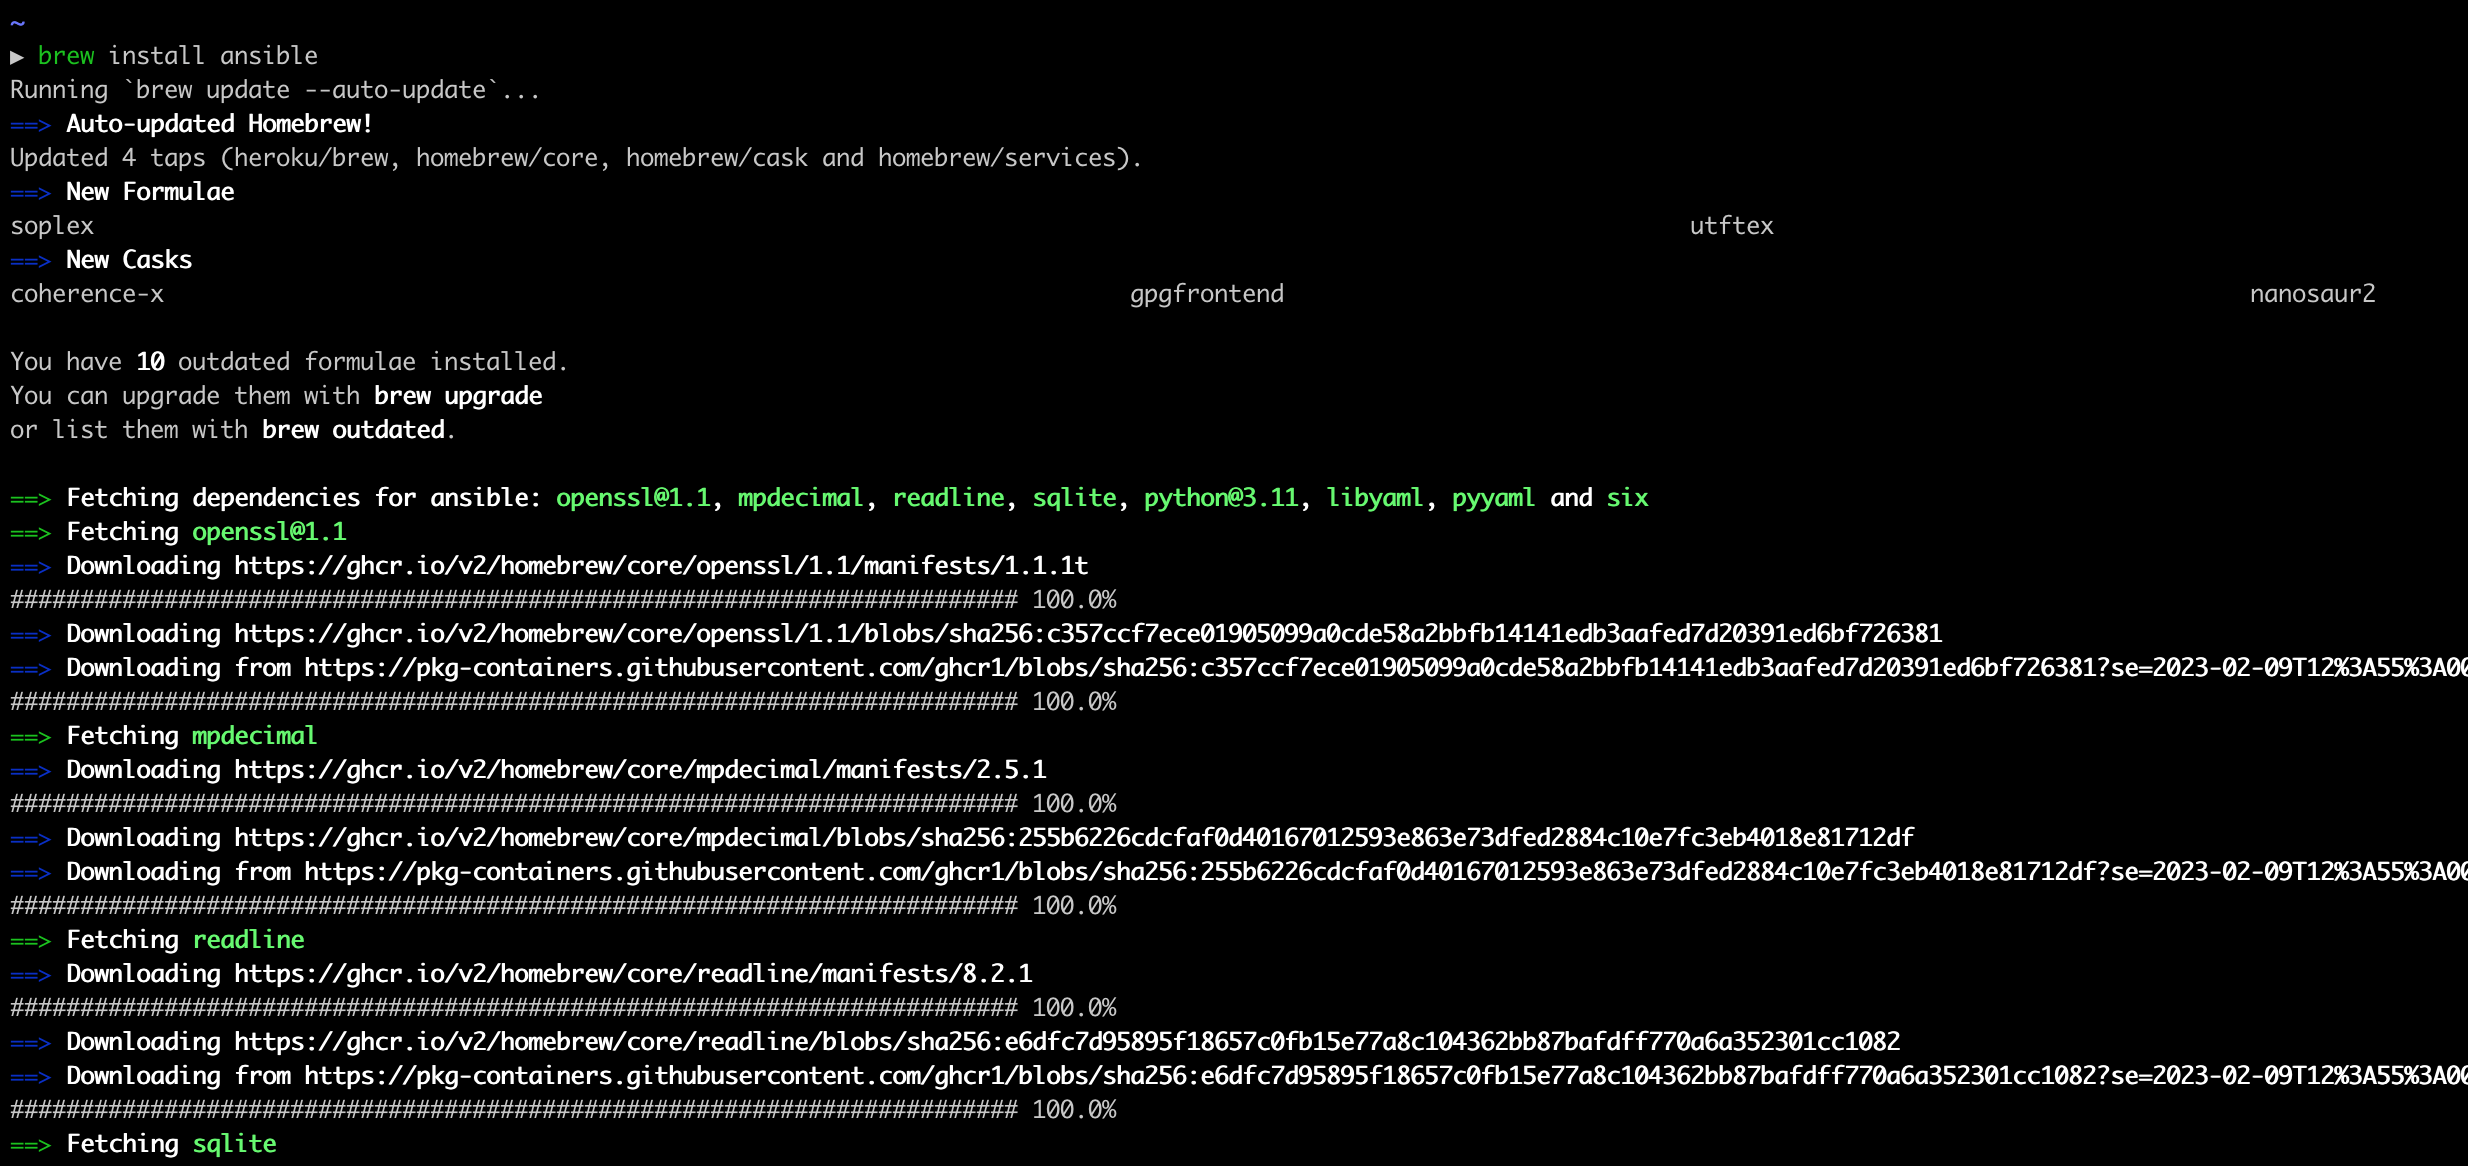 ~
▶ brew install ansible
Running `brew update --auto-update`...
==> Auto-updated Homebrew!
Updated 4 taps (heroku/brew, homebrew/core, homebrew/cask and homebrew/services).
==> New Formulae
soplex utftex
==> New Casks
coherence-x gpgfrontend nanosaur2
You have 10 outdated formulae installed.
You can upgrade them with brew upgrade
or list them with brew outdated.
==> Fetching dependencies for ansible: openssl@1.1, mpdecimal, readline, sqlite, python@3.11, libyaml, pyyaml and six
==> Fetching openssl@1.1
==> Downloading https://ghcr.io/v2/homebrew/core/openssl/1.1/manifests/1.1.1t
######################################################################## 100.0%
==> Downloading https://ghcr.io/v2/homebrew/core/openssl/1.1/blobs/sha256:c357ccf7ece01905099a0cde58a2bbfb14141edb3aafed7d20391ed6bf726381
==> Downloading from https://pkg-containers.githubusercontent.com/ghcr1/blobs/sha256:c357ccf7ece01905099a0cde58a2bbfb14141edb3aafed7d20391ed6bf726381?se=2023-02-09T12%3A55%3A00
######################################################################## 100.0%
==> Fetching mpdecimal
==> Downloading https://ghcr.io/v2/homebrew/core/mpdecimal/manifests/2.5.1
######################################################################## 100.0%
==> Downloading https://ghcr.io/v2/homebrew/core/mpdecimal/blobs/sha256:255b6226cdcfaf0d40167012593e863e73dfed2884c10e7fc3eb4018e81712df
==> Downloading from https://pkg-containers.githubusercontent.com/ghcr1/blobs/sha256:255b6226cdcfaf0d40167012593e863e73dfed2884c10e7fc3eb4018e81712df?se=2023-02-09T12%3A55%3A00
######################################################################## 100.0%
==> Fetching readline
==> Downloading https://ghcr.io/v2/homebrew/core/readline/manifests/8.2.1
######################################################################## 100.0%
==> Downloading https://ghcr.io/v2/homebrew/core/readline/blobs/sha256:e6dfc7d95895f18657c0fb15e77a8c104362bb87bafdff770a6a352301cc1082
==> Downloading from https://pkg-containers.githubusercontent.com/ghcr1/blobs/sha256:e6dfc7d95895f18657c0fb15e77a8c104362bb87bafdff770a6a352301cc1082?se=2023-02-09T12%3A55%3A00
######################################################################## 100.0%
==> Fetching sqlite